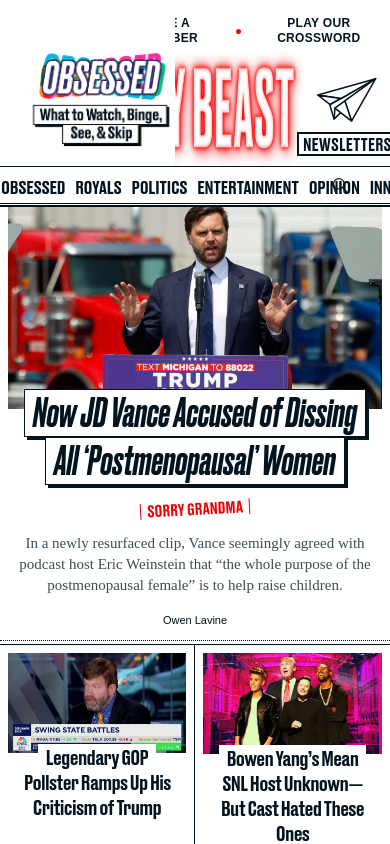 E A
BER
PLAY OUR
CROSSWORD
OBSESSED
What to Watch, Binge,
See, & Skip
Y BEAST
NEWSLETTERS
OBSESSED ROYALS POLITICS ENTERTAINMENT OPINION INN
TEXT MICHIGAN TO 88022
TRUMP
Now JD Vance Accused of Dissing
All ‘Postmenopausal’ Women
SORRY GRANDMA
In a newly resurfaced clip, Vance seemingly agreed with
podcast host Eric Weinstein that “the whole purpose of the
postmenopausal female” is to help raise children.
Owen Lavine
SWING STATE BATTLES
Legendary GOP
Pollster Ramps Up His
Criticism of Trump
Bowen Yang’s Mean
SNL Host Unknown—
But Cast Hated These
Ones